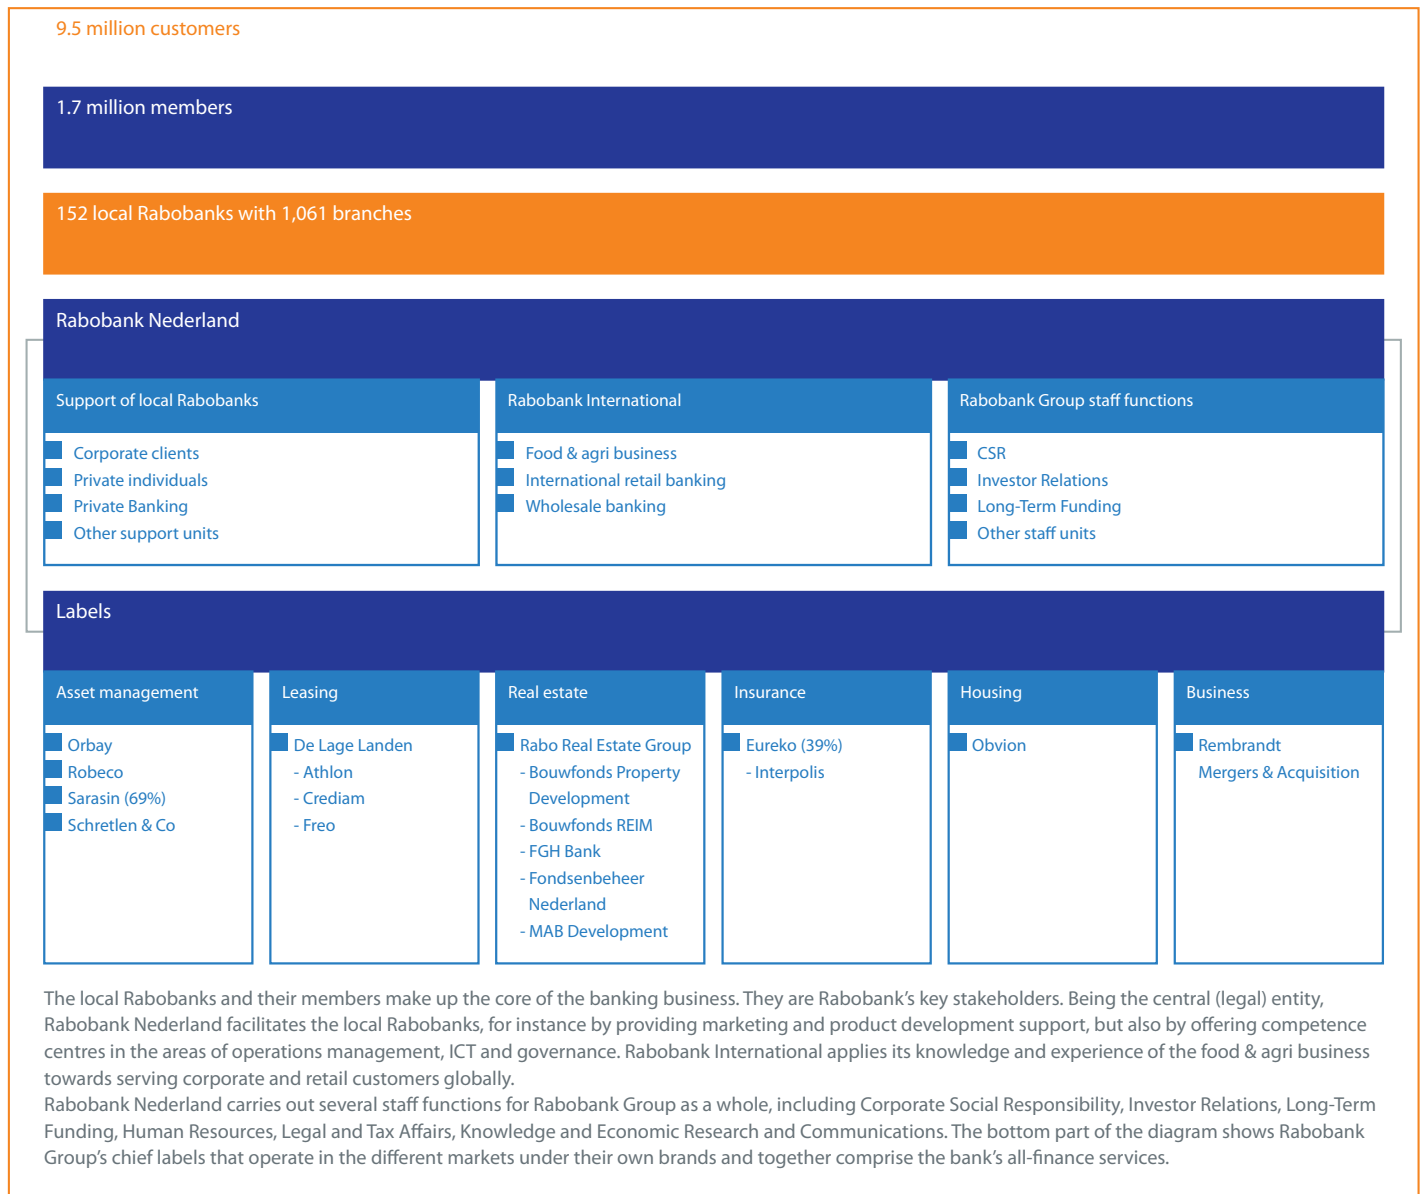 9.5 million customers
1.7 million members
152 local Rabobanks with 1,061 branches
Rabobank Nederland
Support of local Rabobanks
Corporate clients
Private individuals
Private Banking
Other support units
Rabobank International
Food & agri business
International retail banking
Wholesale banking
Rabobank Group staff functions
CSR
Investor Relations
Long-Term Funding
Other staff units
Labels
Asset management
Orbay
Robeco
Sarasin (69%)
Schretlen & Co
Leasing
De Lage Landen
- Athlon
- Crediam
- Freo
Real estate
Rabo Real Estate Group
- Bouwfonds Property
Development
- Bouwfonds REIM
- FGH Bank
- Fondsenbeheer
Nederland
- MAB Development
Insurance
Eureko (39%)
- Interpolis
Housing
Obvion
Business
Rembrandt
Mergers & Acquisition
The local Rabobanks and their members make up the core of the banking business. They are Rabobank's key stakeholders. Being the central (legal) entity,
Rabobank Nederland facilitates the local Rabobanks, for instance by providing marketing and product development support, but also by offering competence
centres in the areas of operations management, ICT and governance. Rabobank International applies its knowledge and experience of the food & agri business
towards serving corporate and retail customers globally.
Rabobank Nederland carries out several staff functions for Rabobank Group as a whole, including Corporate Social Responsibility, Investor Relations, Long-Term
Funding, Human Resources, Legal and Tax Affairs, Knowledge and Economic Research and Communications. The bottom part of the diagram shows Rabobank
Group's chief labels that operate in the different markets under their own brands and together comprise the bank's all-finance services.